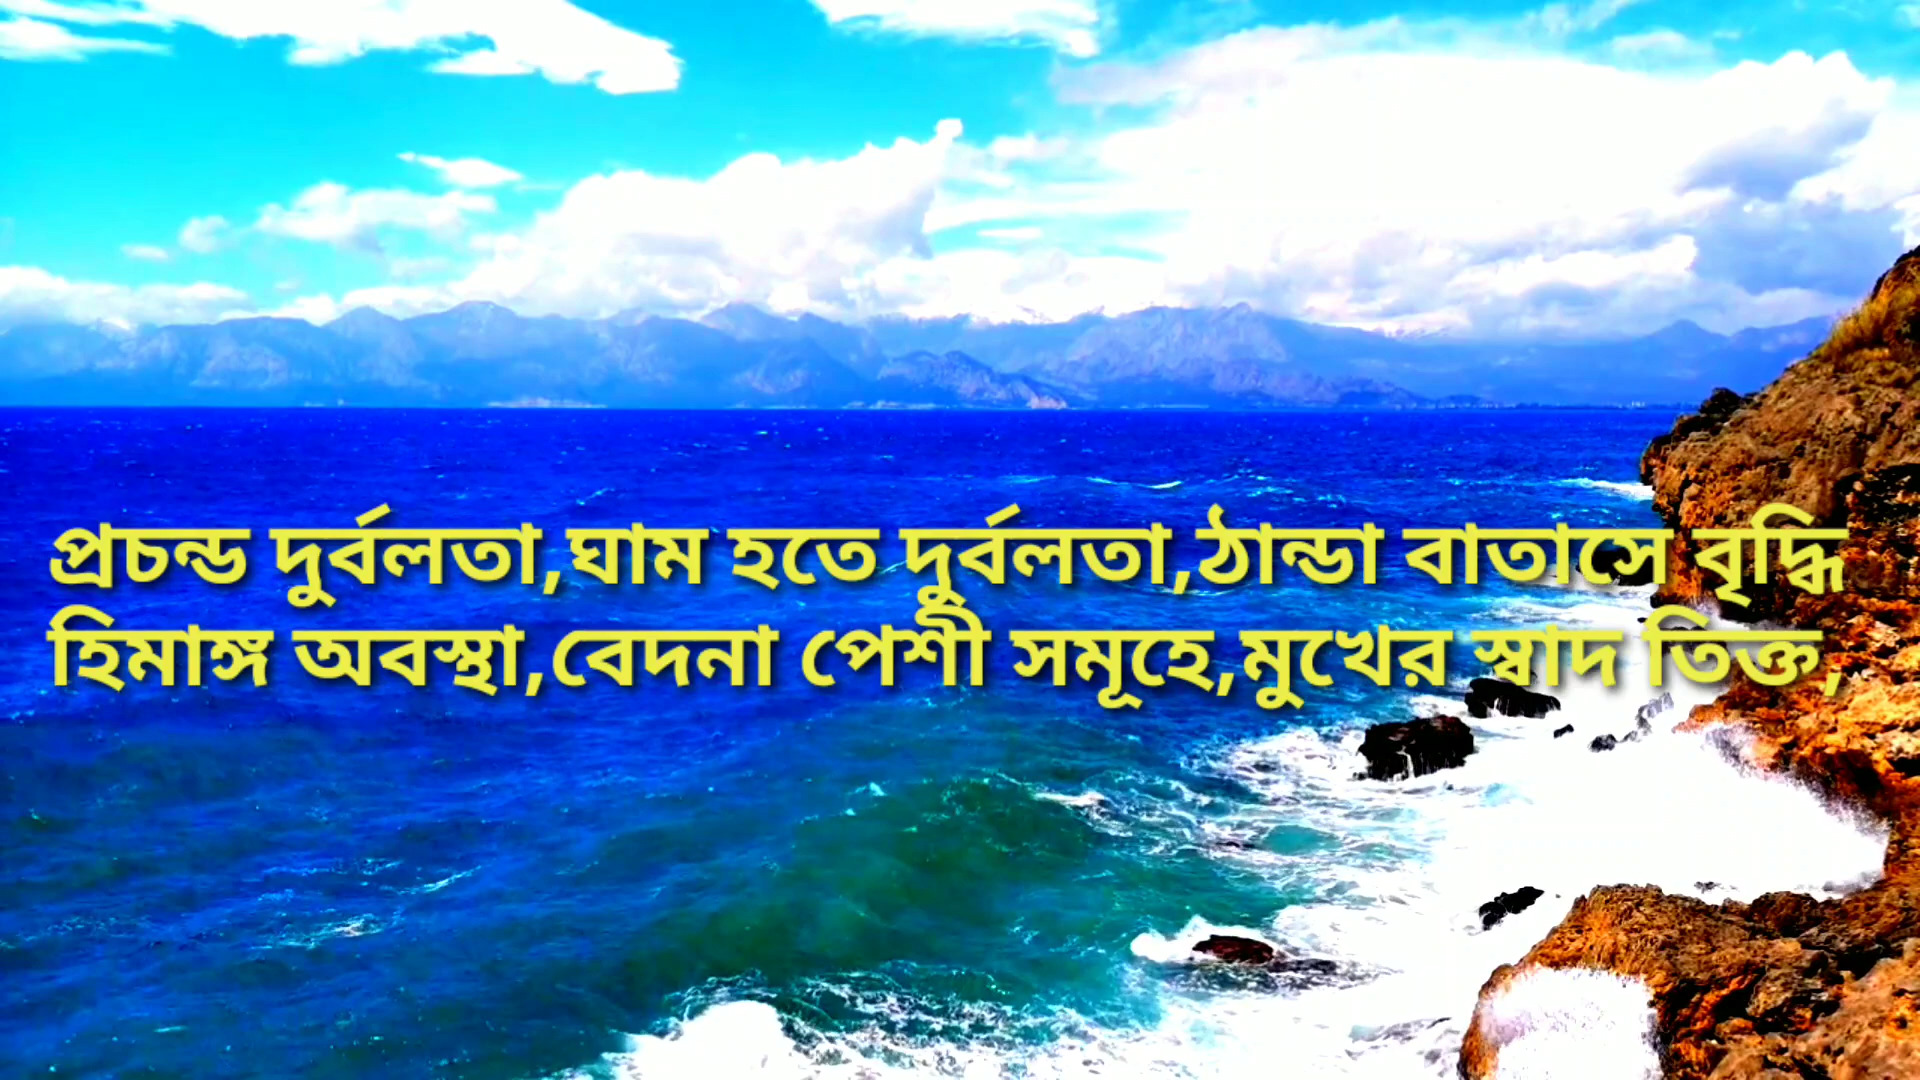 প্রচন্ড দুর্বলতা,ঘাম হতে দুর্বলতা,ঠান্ডা বাতাসে বৃদ্ধি
হিমাঙ্গ অবস্থা,বেদনা পেশী সমূহে,মুখের স্বাদ তিক্ত,